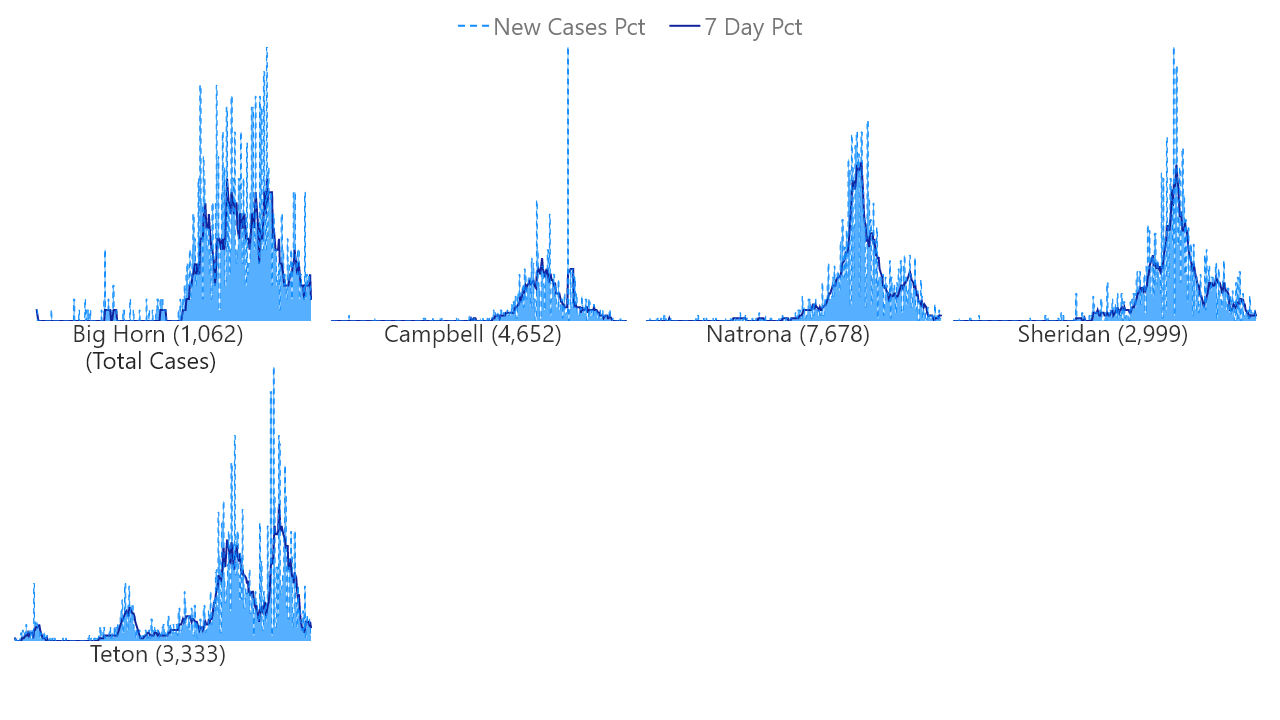 New Cases Pct 7 Day Pct
Big Horn (1,062)
(Total Cases)
Campbell (4,652)
Natrona (7,678)
Sheridan (2,999)
Teton (3,333)